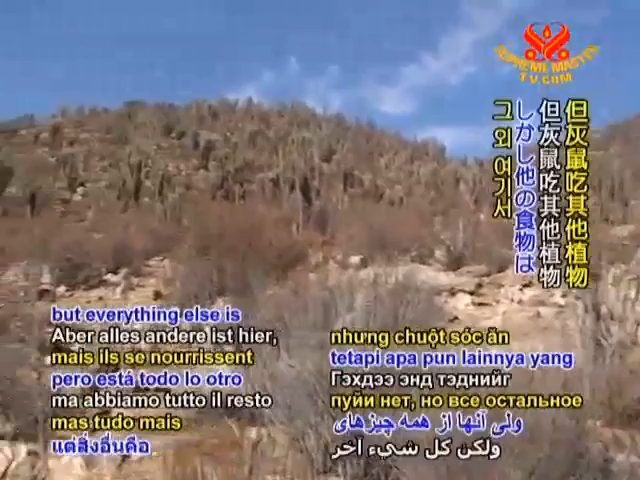 SUPREME MASTER
TV.COM
但灰鼠吃其他植物
但灰鼠吃其他植物
しかし他の食物は
그 외 여기서
but everything else is
Aber alles andere ist hier,
mais ils se nourrissent
pero está todo lo otro
ma abbiamo tutto il resto
mas tudo mais
แต่สิ่งอื่นคือ
nhưng chuột sóc ăn
tetapi apa pun lainnya yang
Гэхдээ энд тэднийг
пуйи нет, но все остальное
ولی آنها از همه چیزهای
ولكن كل شيء اخر